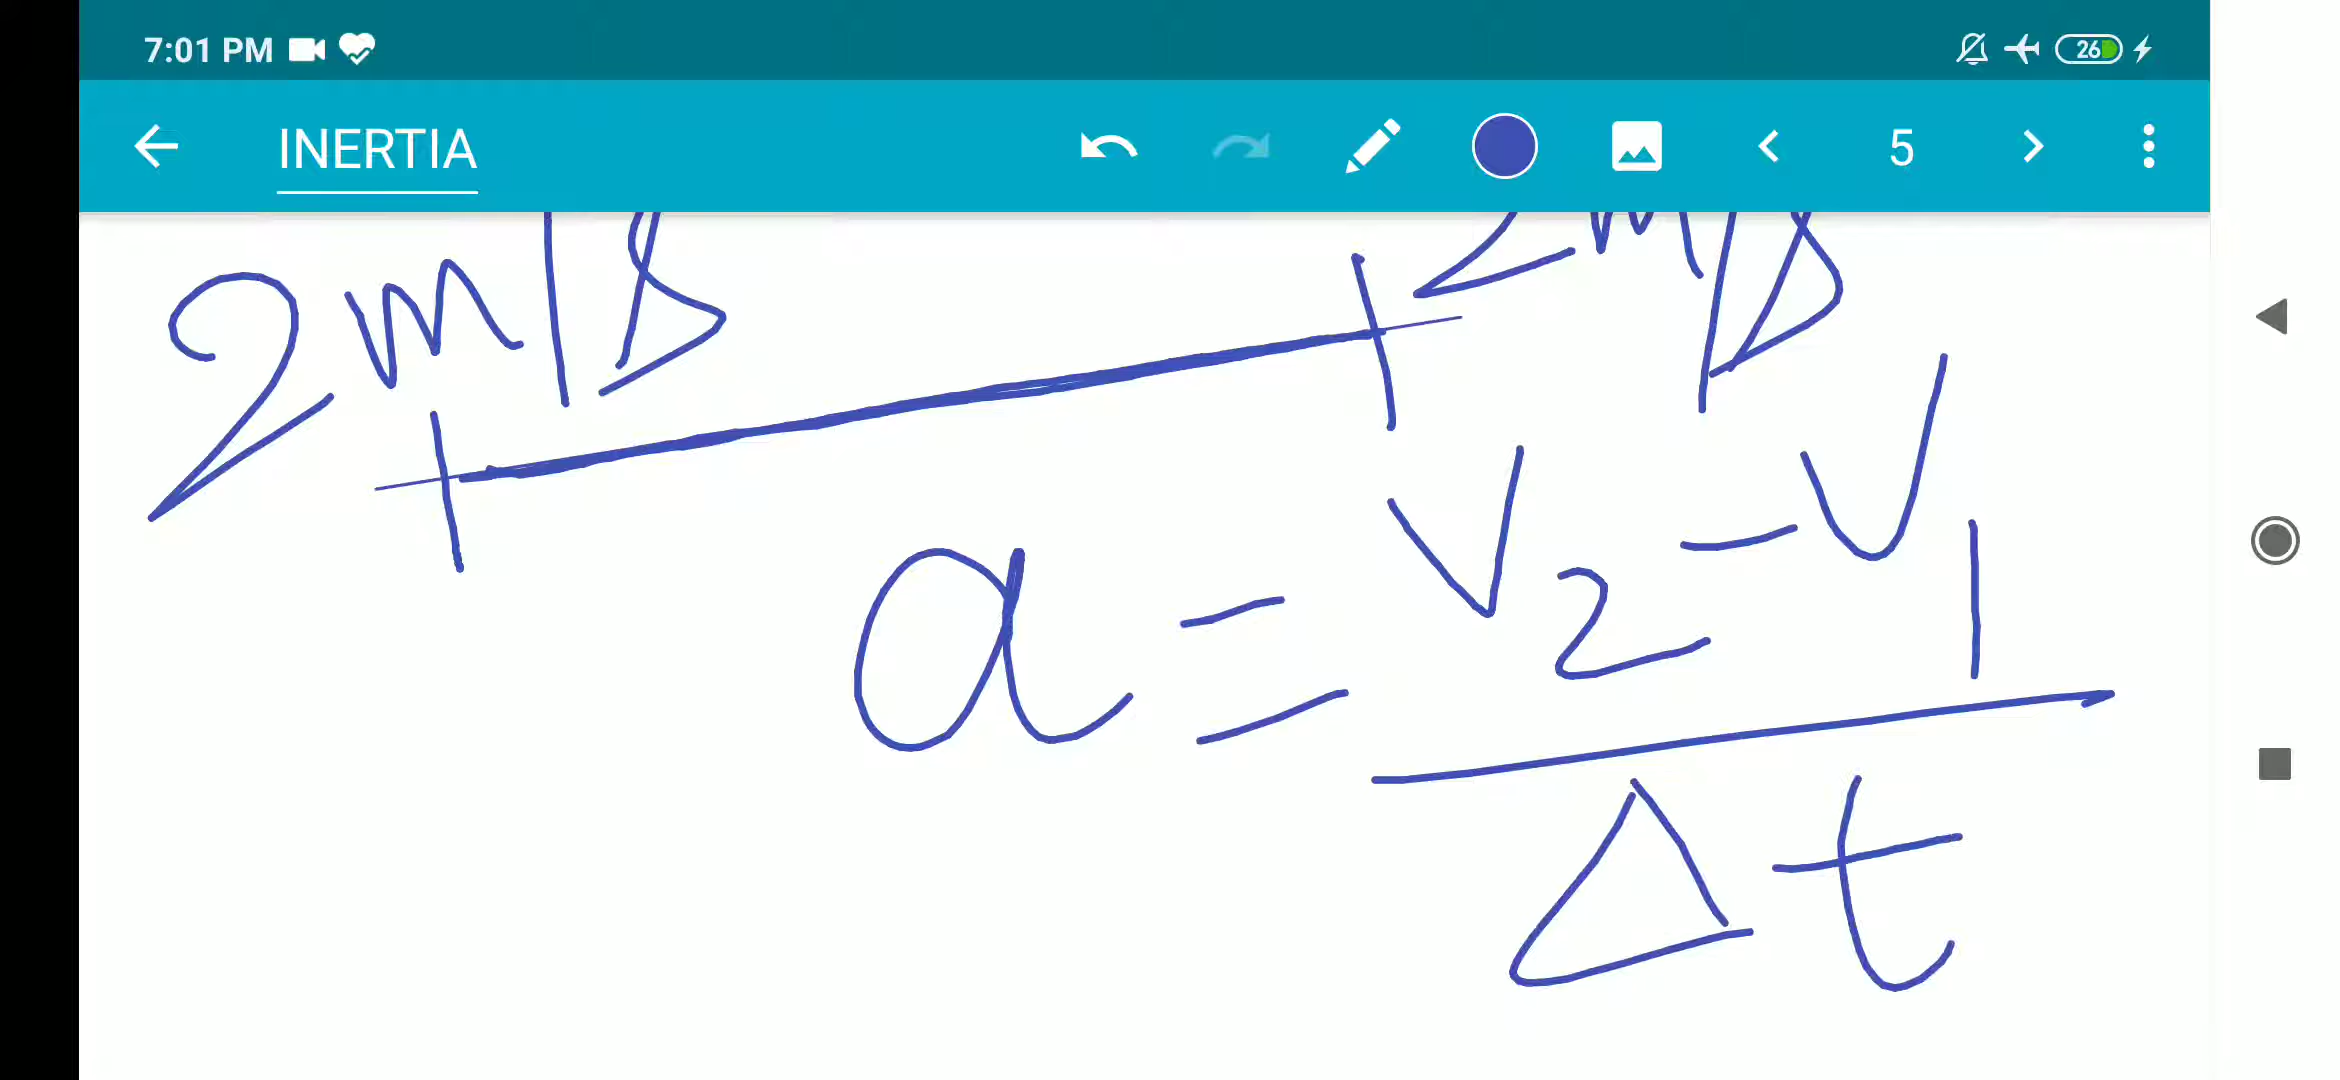 7:01 PM 26
INERTIA 5
2m/s 2m/s
a = V2 - V1
Δt